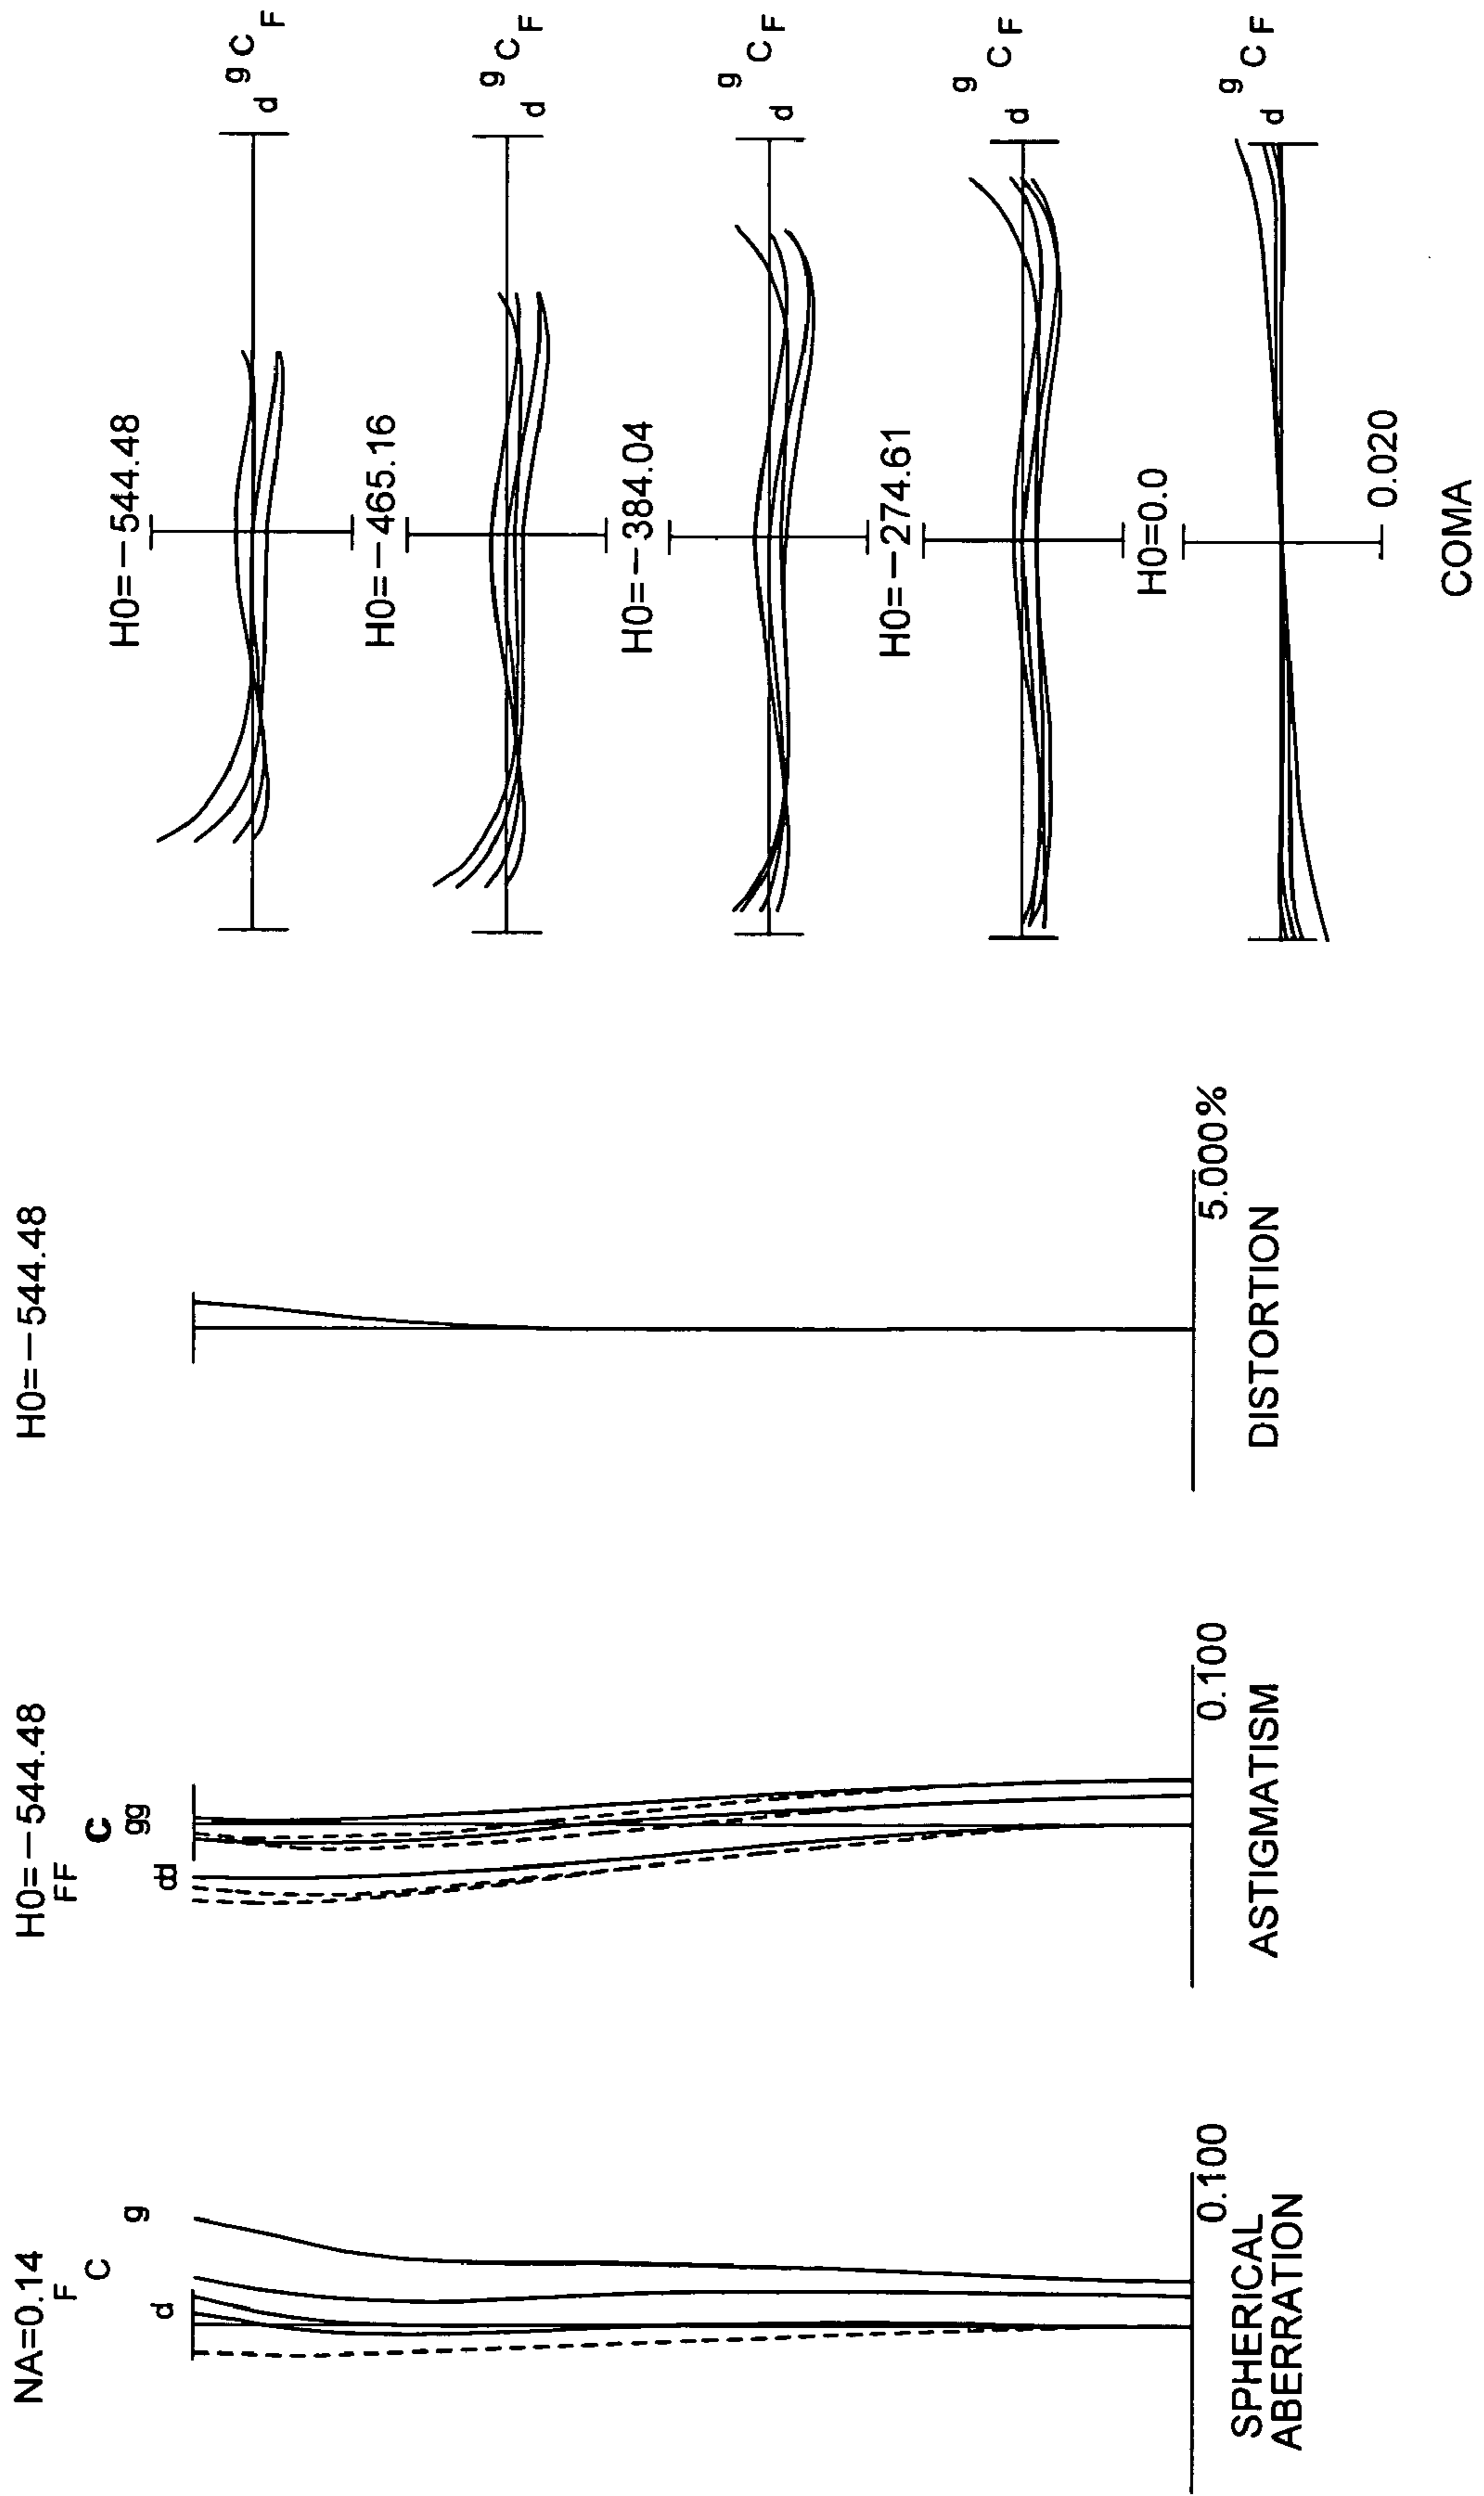 NA=0.14
F
C
d
g
0.100
SPHERICAL
ABERRATION
H0=−544.48
FF
C
gg
dd
0.100
ASTIGMATISM
H0=−544.48
5.000%
DISTORTION
H0=−544.48
g
C
F
d
H0=−465.16
g
C
F
d
H0=−384.04
g
C
F
d
H0=−274.61
g
C
F
d
H0=0.0
g
C
F
d
0.020
COMA